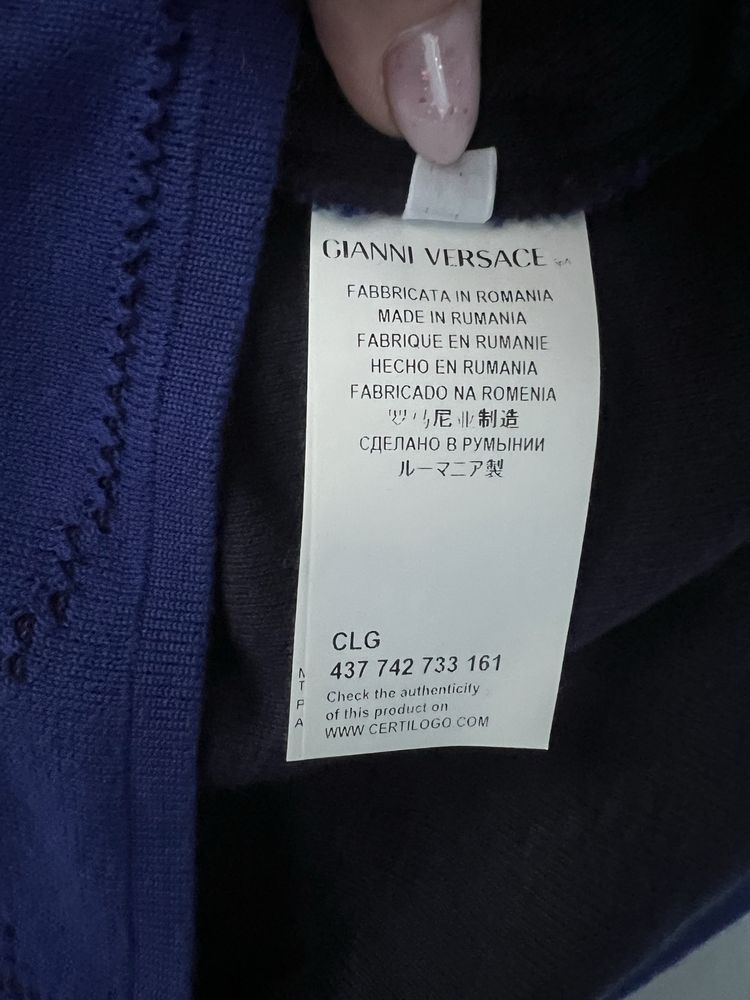 GIANNI VERSACE SpA
FABBRICATA IN ROMANIA
MADE IN RUMANIA
FABRIQUE EN RUMANIE
HECHO EN RUMANIA
FABRICADO NA ROMENIA
罗马尼亚制造
СДЕЛАНО В РУМЫНИИ
ルーマニア製
CLG
437 742 733 161
Check the authenticity
of this product on
WWW CERTILOGO COM